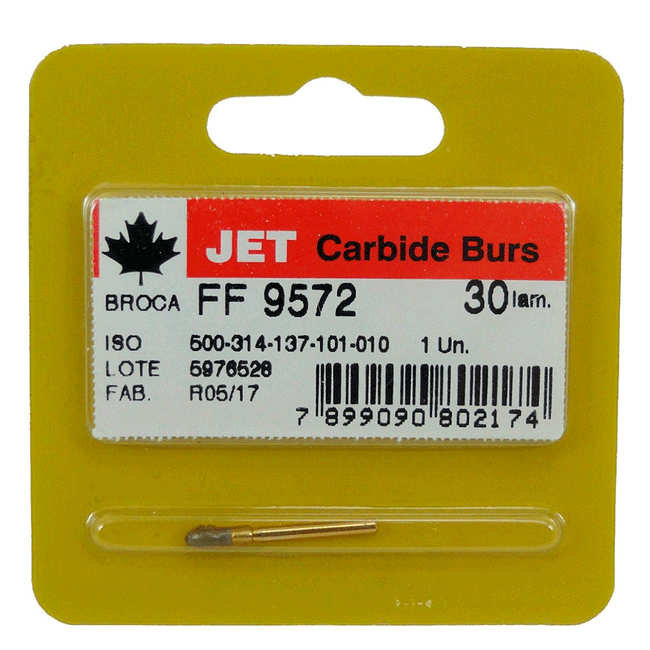 JET Carbide Burs
BROCA FF 9572 30 lam.
ISO 500-314-137-101-010 1 Un.
LOTE 5976528
FAB. R05/17
7 899090 802174